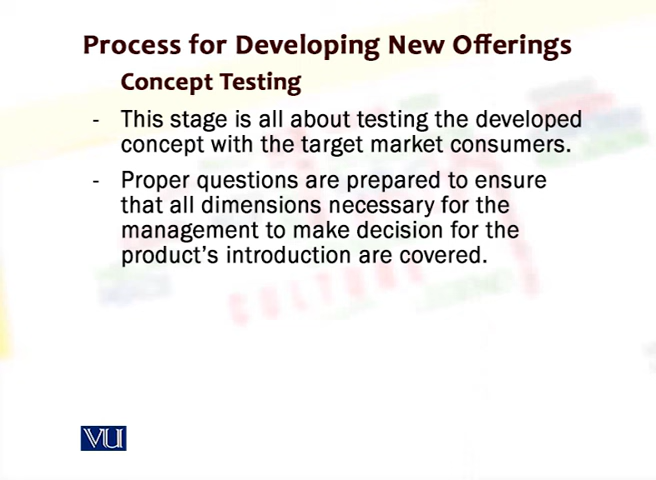 Process for Developing New Offerings
Concept Testing
- This stage is all about testing the developed
concept with the target market consumers.
- Proper questions are prepared to ensure
that all dimensions necessary for the
management to make decision for the
product's introduction are covered.
CULTURE
VU